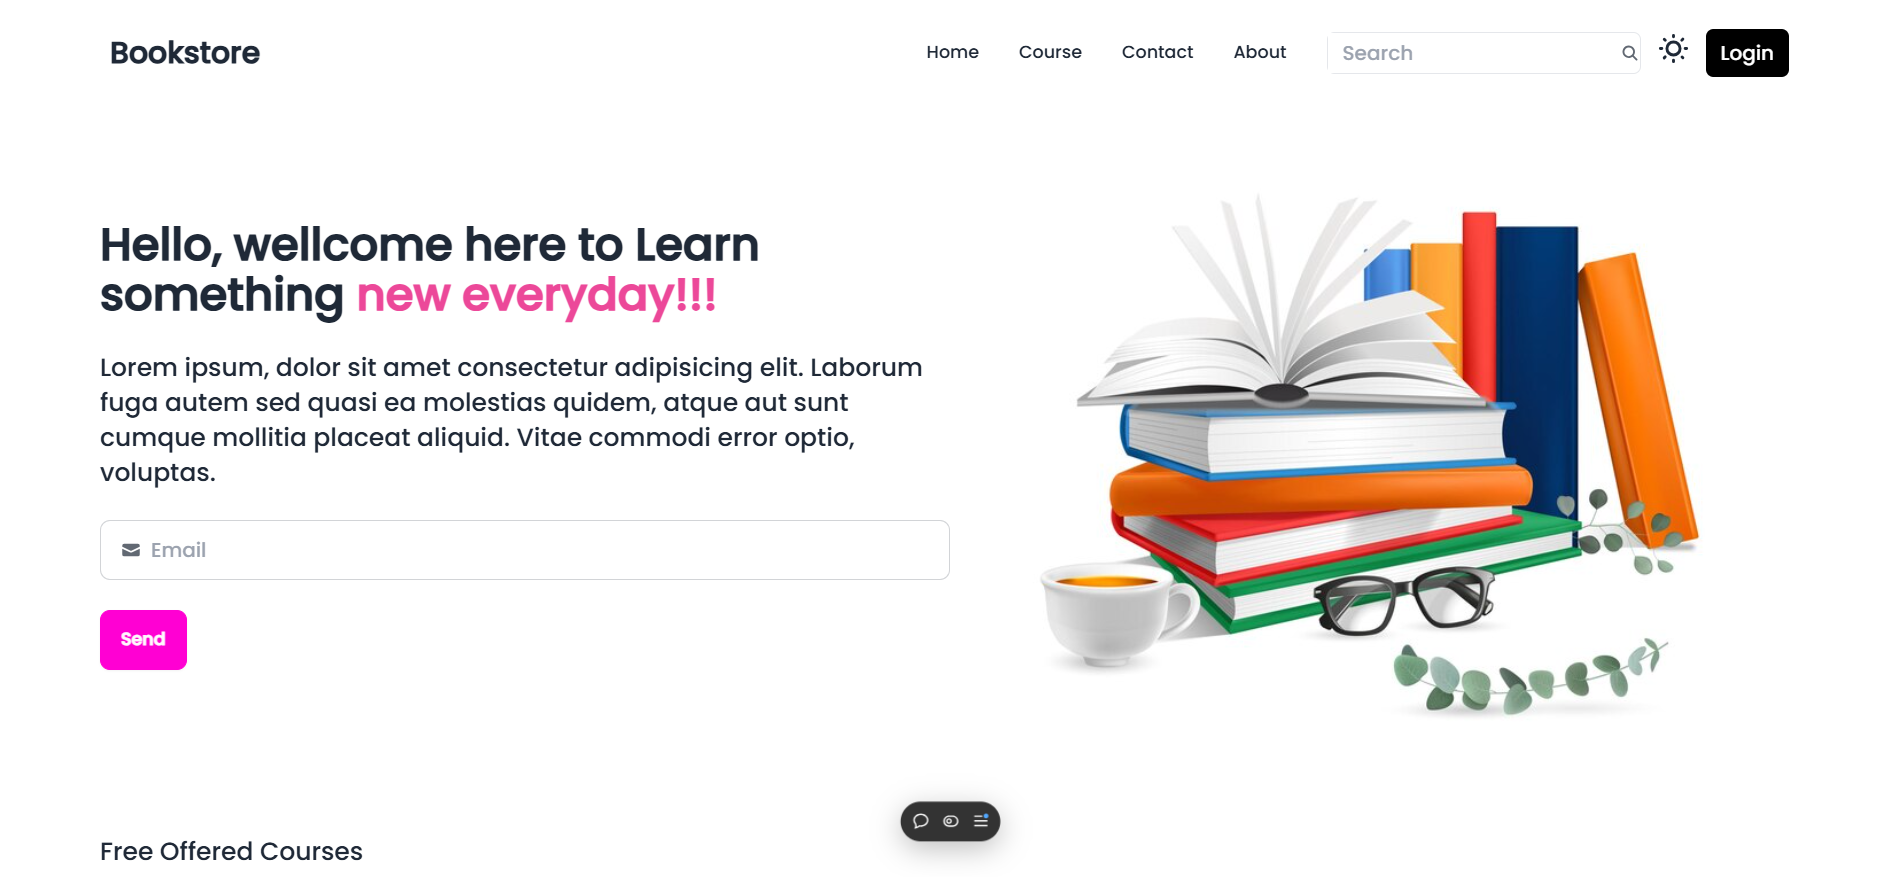 Bookstore
Home Course Contact About Search Login
Hello, wellcome here to Learn
something new everyday!!!
Lorem ipsum, dolor sit amet consectetur adipisicing elit. Laborum
fuga autem sed quasi ea molestias quidem, atque aut sunt
cumque mollitia placeat aliquid. Vitae commodi error optio,
voluptas.
Email
Send
Free Offered Courses